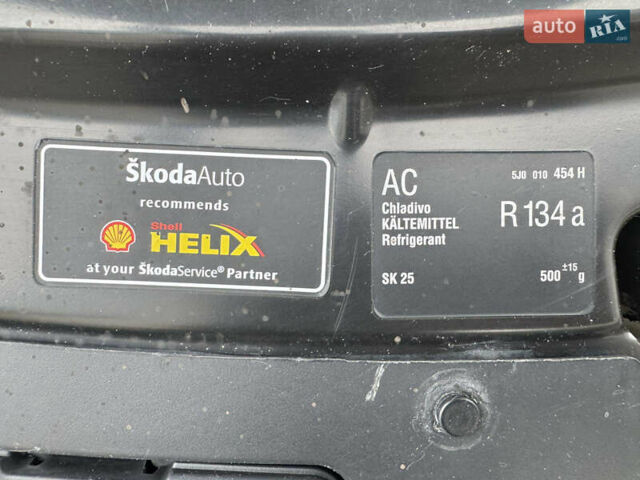 auto RIA.com
ŠkodaAuto
recommends
Shell
HELIX
at your ŠkodaService® Partner
AC 5J0 010 454 H
Chladivo
KÄLTEMITTEL R 134 a
Refrigerant
SK 25 500 ±15 g